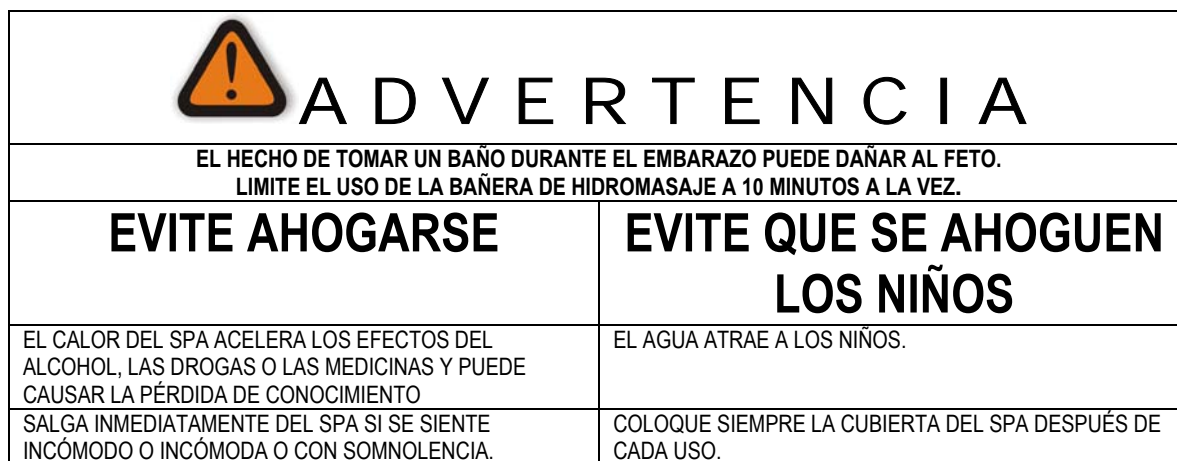 ADVERTENCIA
EL HECHO DE TOMAR UN BAÑO DURANTE EL EMBARAZO PUEDE DAÑAR AL FETO.
LIMITE EL USO DE LA BAÑERA DE HIDROMASAJE A 10 MINUTOS A LA VEZ.
EVITE AHOGARSE
EVITE QUE SE AHOGUEN
LOS NIÑOS
EL CALOR DEL SPA ACELERA LOS EFECTOS DEL
ALCOHOL, LAS DROGAS O LAS MEDICINAS Y PUEDE
CAUSAR LA PÉRDIDA DE CONOCIMIENTO
EL AGUA ATRAE A LOS NIÑOS.
SALGA INMEDIATAMENTE DEL SPA SI SE SIENTE
INCÓMODO O INCÓMODA O CON SOMNOLENCIA.
COLOQUE SIEMPRE LA CUBIERTA DEL SPA DESPUÉS DE
CADA USO.